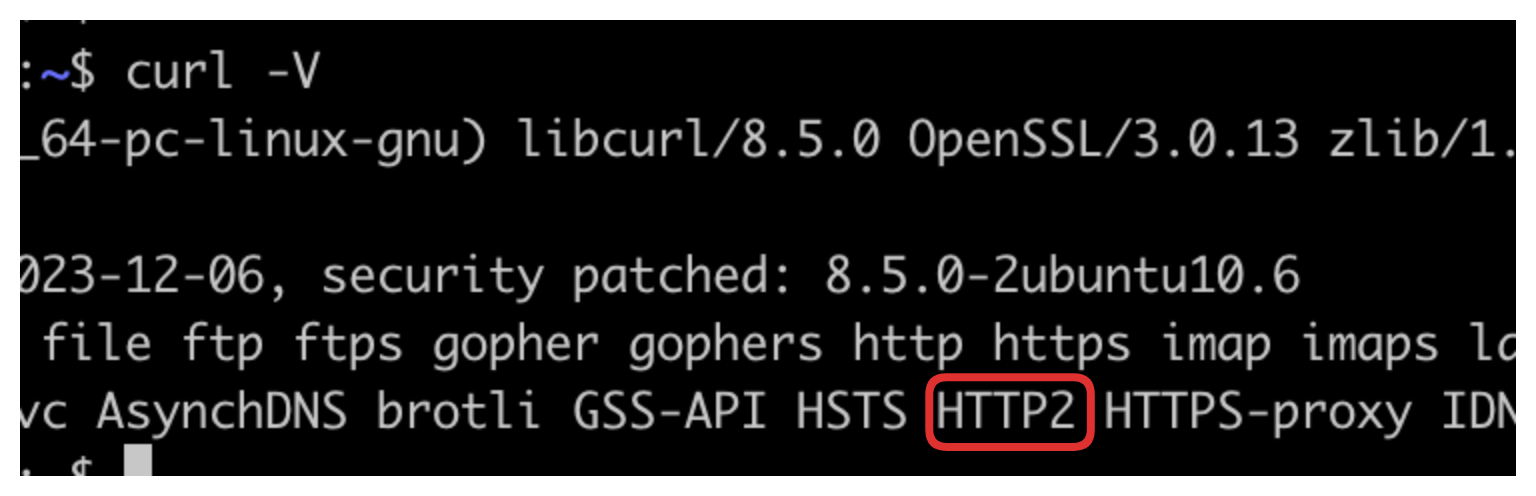 :~$ curl -V
_64-pc-linux-gnu) libcurl/8.5.0 OpenSSL/3.0.13 zlib/1.
023-12-06, security patched: 8.5.0-2ubuntu10.6
file ftp ftps gopher gophers http https imap imaps
AsynchDNS brotli GSS-API HSTS HTTP2 HTTPS-proxy IDN
$